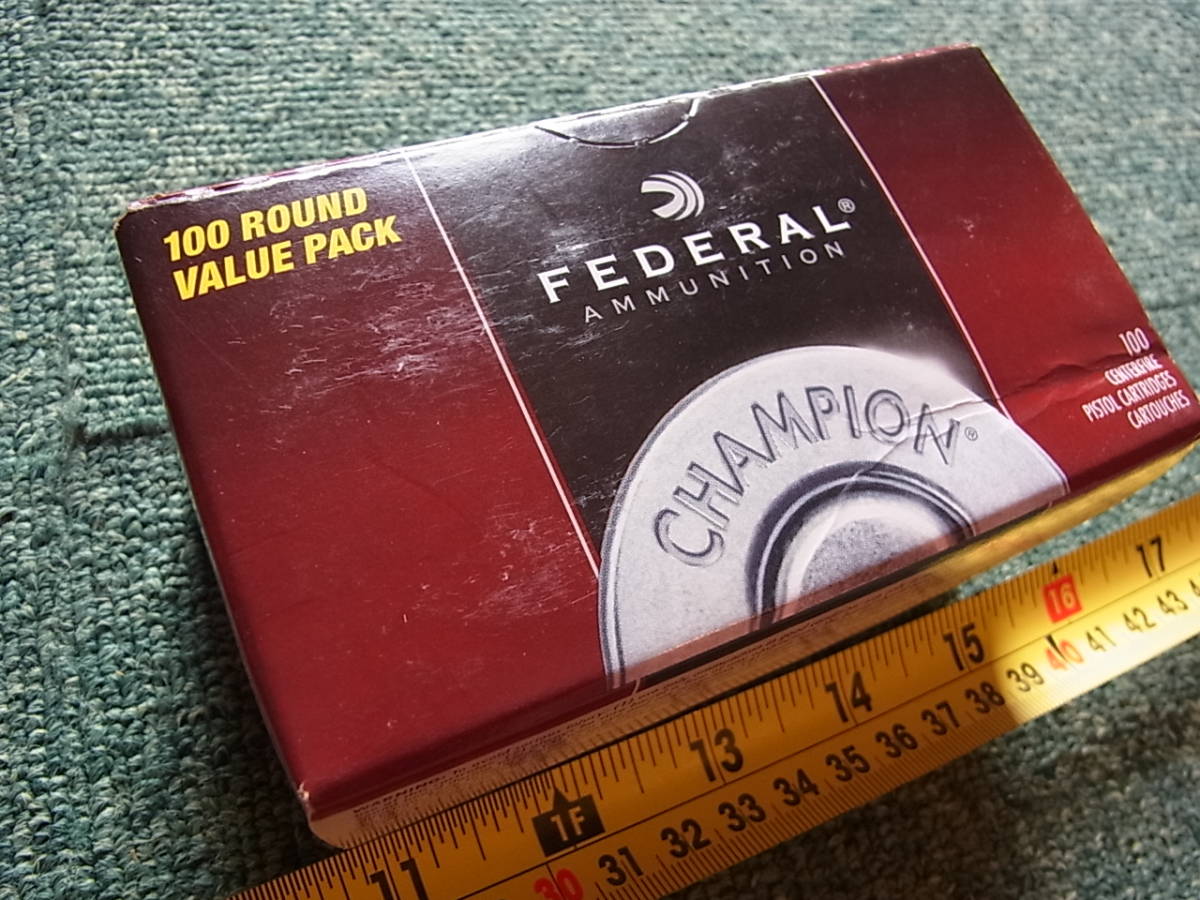 100 ROUND
VALUE PACK
FEDERAL®
AMMUNITION
CHAMPION®
100
CENTERFIRE
PISTOL CARTRIDGES
CARTOUCHES
WARNING:
11 1F 13 14 15 16 17
30 31 32 33 34 35 36 37 38 39 40 41 42 43